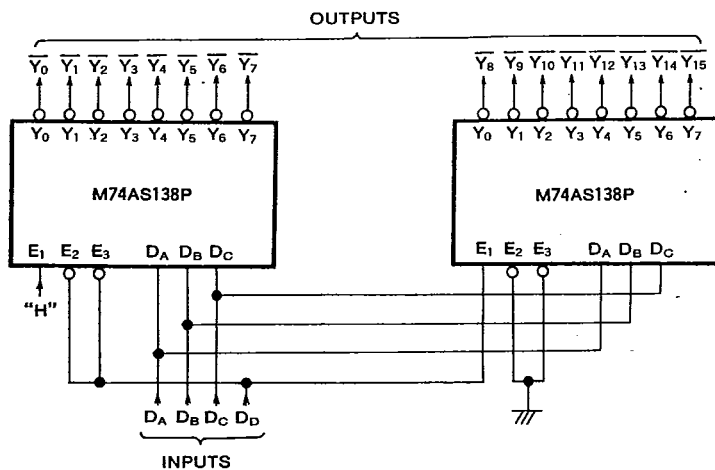 OUTPUTS
Y0 Y1 Y2 Y3 Y4 Y5 Y6 Y7 Y8 Y9 Y10 Y11 Y12 Y13 Y14 Y15
Y0 Y1 Y2 Y3 Y4 Y5 Y6 Y7 Y0 Y1 Y2 Y3 Y4 Y5 Y6 Y7
M74AS138P M74AS138P
E1 E2 E3 DA DB DC E1 E2 E3 DA DB DC
"H"
DA DB DC DD
INPUTS